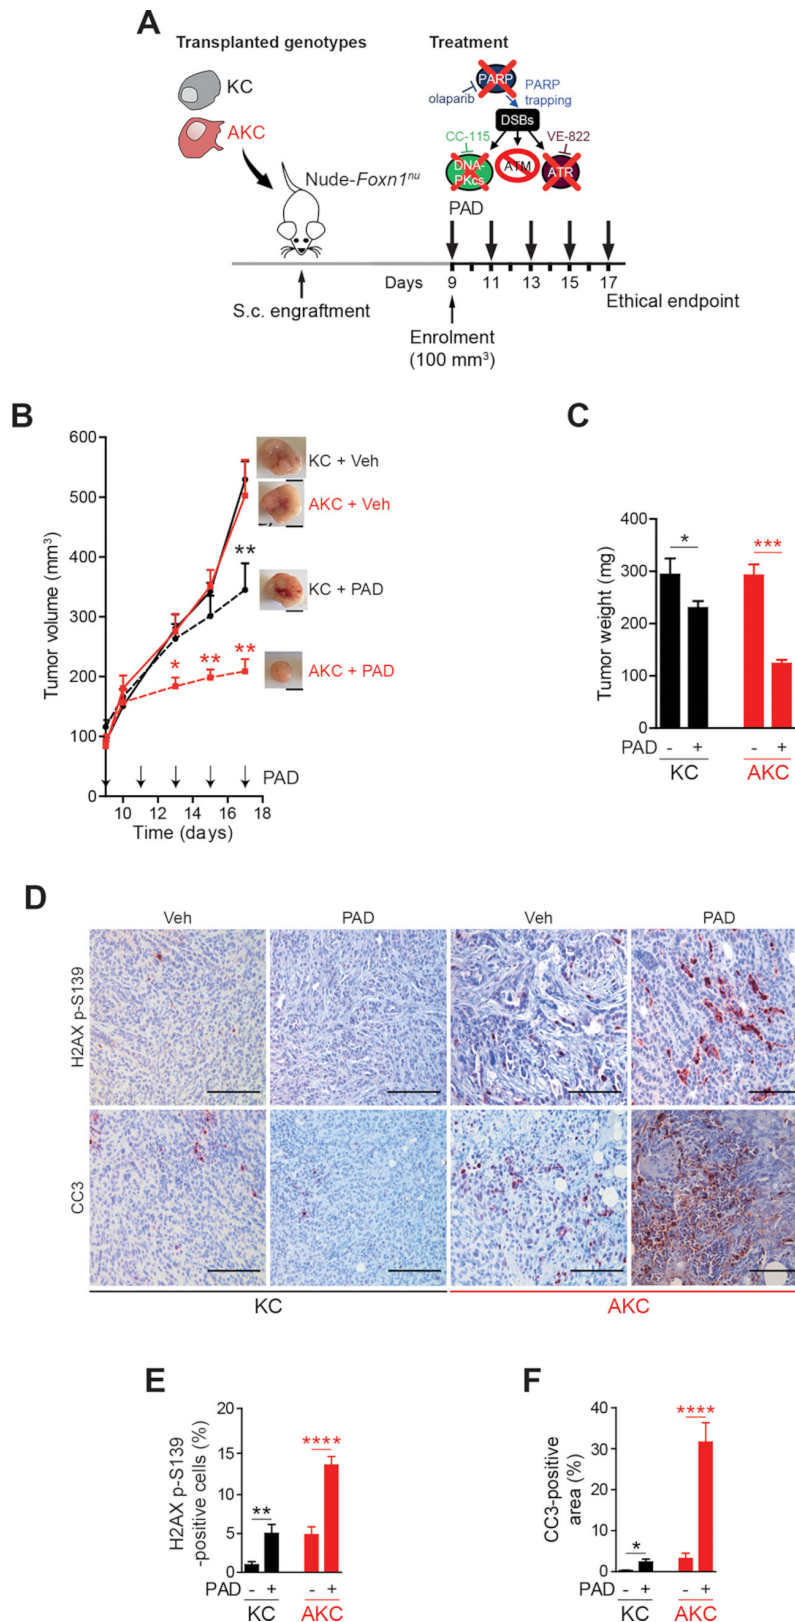 A
Transplanted genotypes
Treatment
KC
AKC
PARP
olaparib
PARP
trapping
DSBs
CC-115
VE-822
DNA-
PKcs
ATM
ATR
Nude-Foxn1ⁿᵘ
PAD
Days
9 11 13 15 17
S.c. engraftment
Ethical endpoint
Enrolment
(100 mm³)
B
Tumor volume (mm³)
600
500
400
300
200
100
0
KC + Veh
AKC + Veh
**
KC + PAD
* ** **
AKC + PAD
PAD
10 12 14 16 18
Time (days)
C
Tumor weight (mg)
400
300
200
100
0
* ***
PAD - + - +
KC AKC
D
Veh PAD Veh PAD
H2AX p-S139
CC3
KC AKC
E
H2AX p-S139
-positive cells (%)
20
15
10
5
0
** ****
PAD - + - +
KC AKC
F
CC3-positive
area (%)
40
30
20
10
0
* ****
PAD - + - +
KC AKC